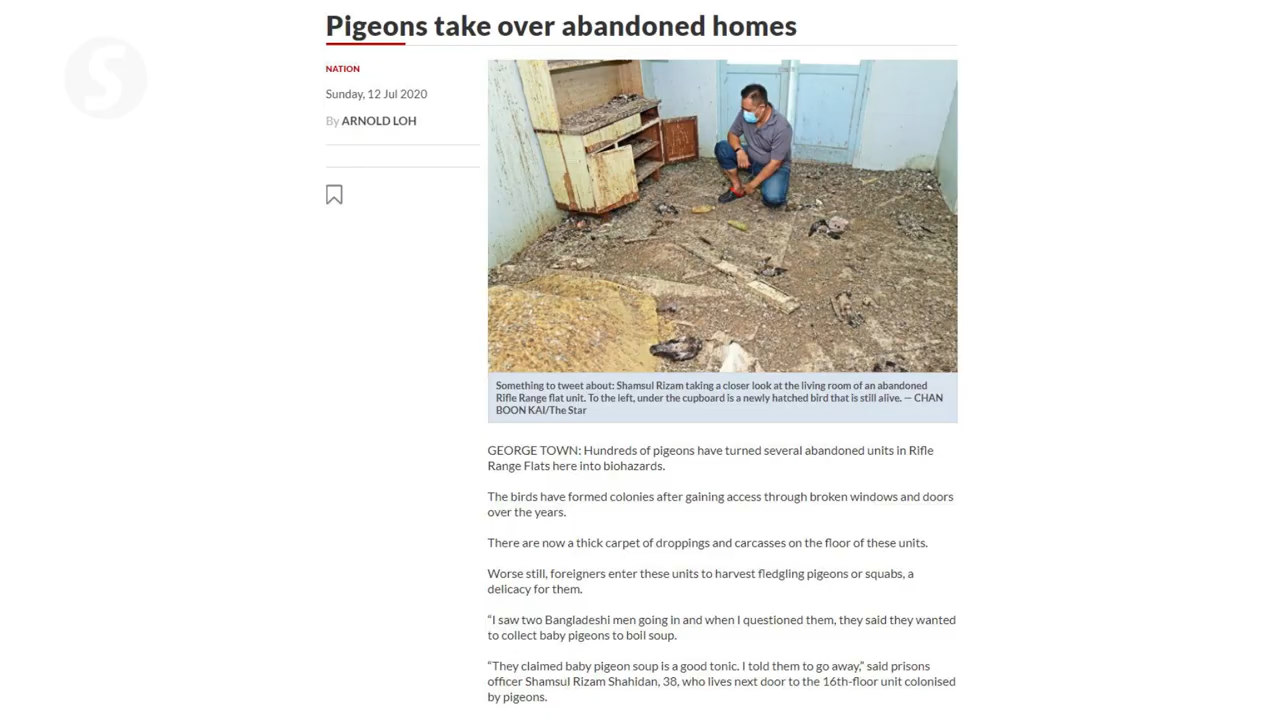 Pigeons take over abandoned homes
NATION
Sunday, 12 Jul 2020
By ARNOLD LOH
S
Something to tweet about: Shamsul Rizam taking a closer look at the living room of an abandoned
Rifle Range flat unit. To the left, under the cupboard is a newly hatched bird that is still alive. — CHAN
BOON KAI/The Star
GEORGE TOWN: Hundreds of pigeons have turned several abandoned units in Rifle
Range Flats here into biohazards.
The birds have formed colonies after gaining access through broken windows and doors
over the years.
There are now a thick carpet of droppings and carcasses on the floor of these units.
Worse still, foreigners enter these units to harvest fledgling pigeons or squabs, a
delicacy for them.
“I saw two Bangladeshi men going in and when I questioned them, they said they wanted
to collect baby pigeons to boil soup.
“They claimed baby pigeon soup is a good tonic. I told them to go away,” said prisons
officer Shamsul Rizam Shahidan, 38, who lives next door to the 16th-floor unit colonised
by pigeons.